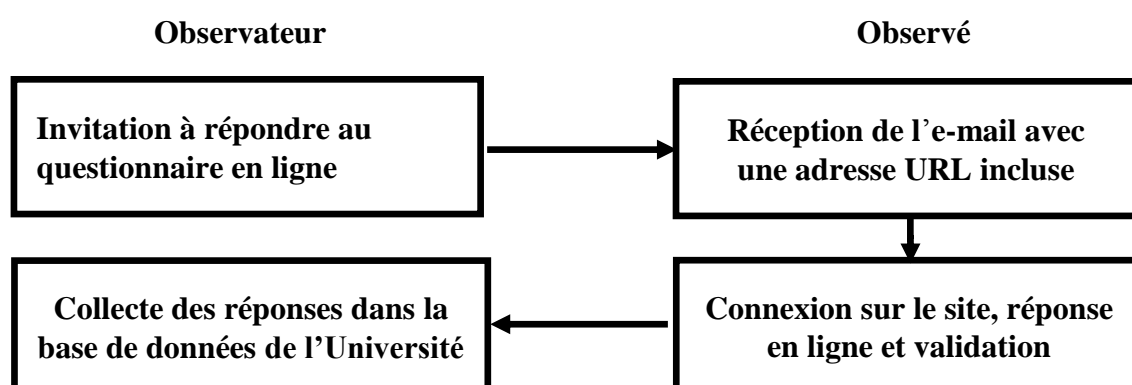 Observateur
Observé
Invitation à répondre au
questionnaire en ligne
Réception de l’e-mail avec
une adresse URL incluse
Collecte des réponses dans la
base de données de l’Université
Connexion sur le site, réponse
en ligne et validation